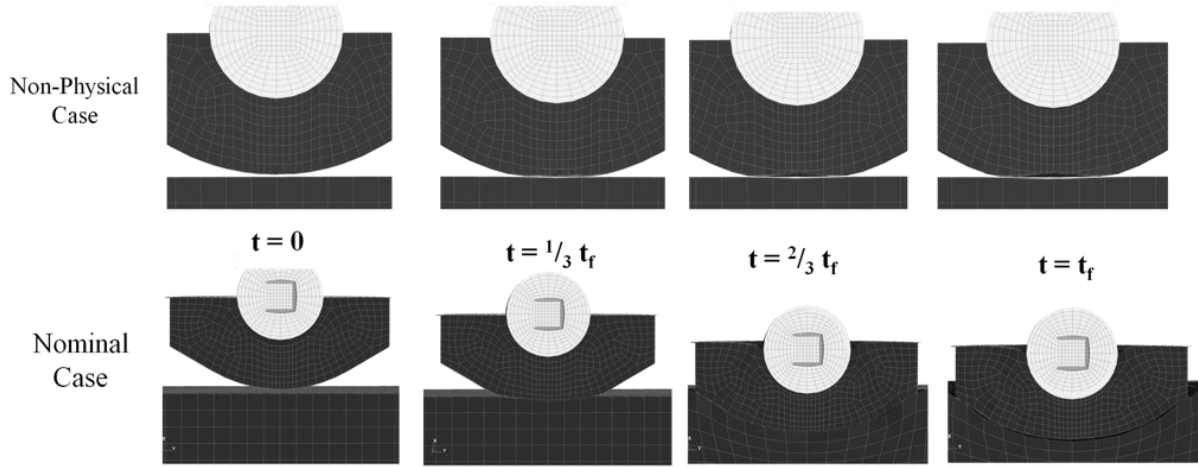 Non-Physical
Case
t = 0
t = 1/3 tf
t = 2/3 tf
t = tf
Nominal
Case